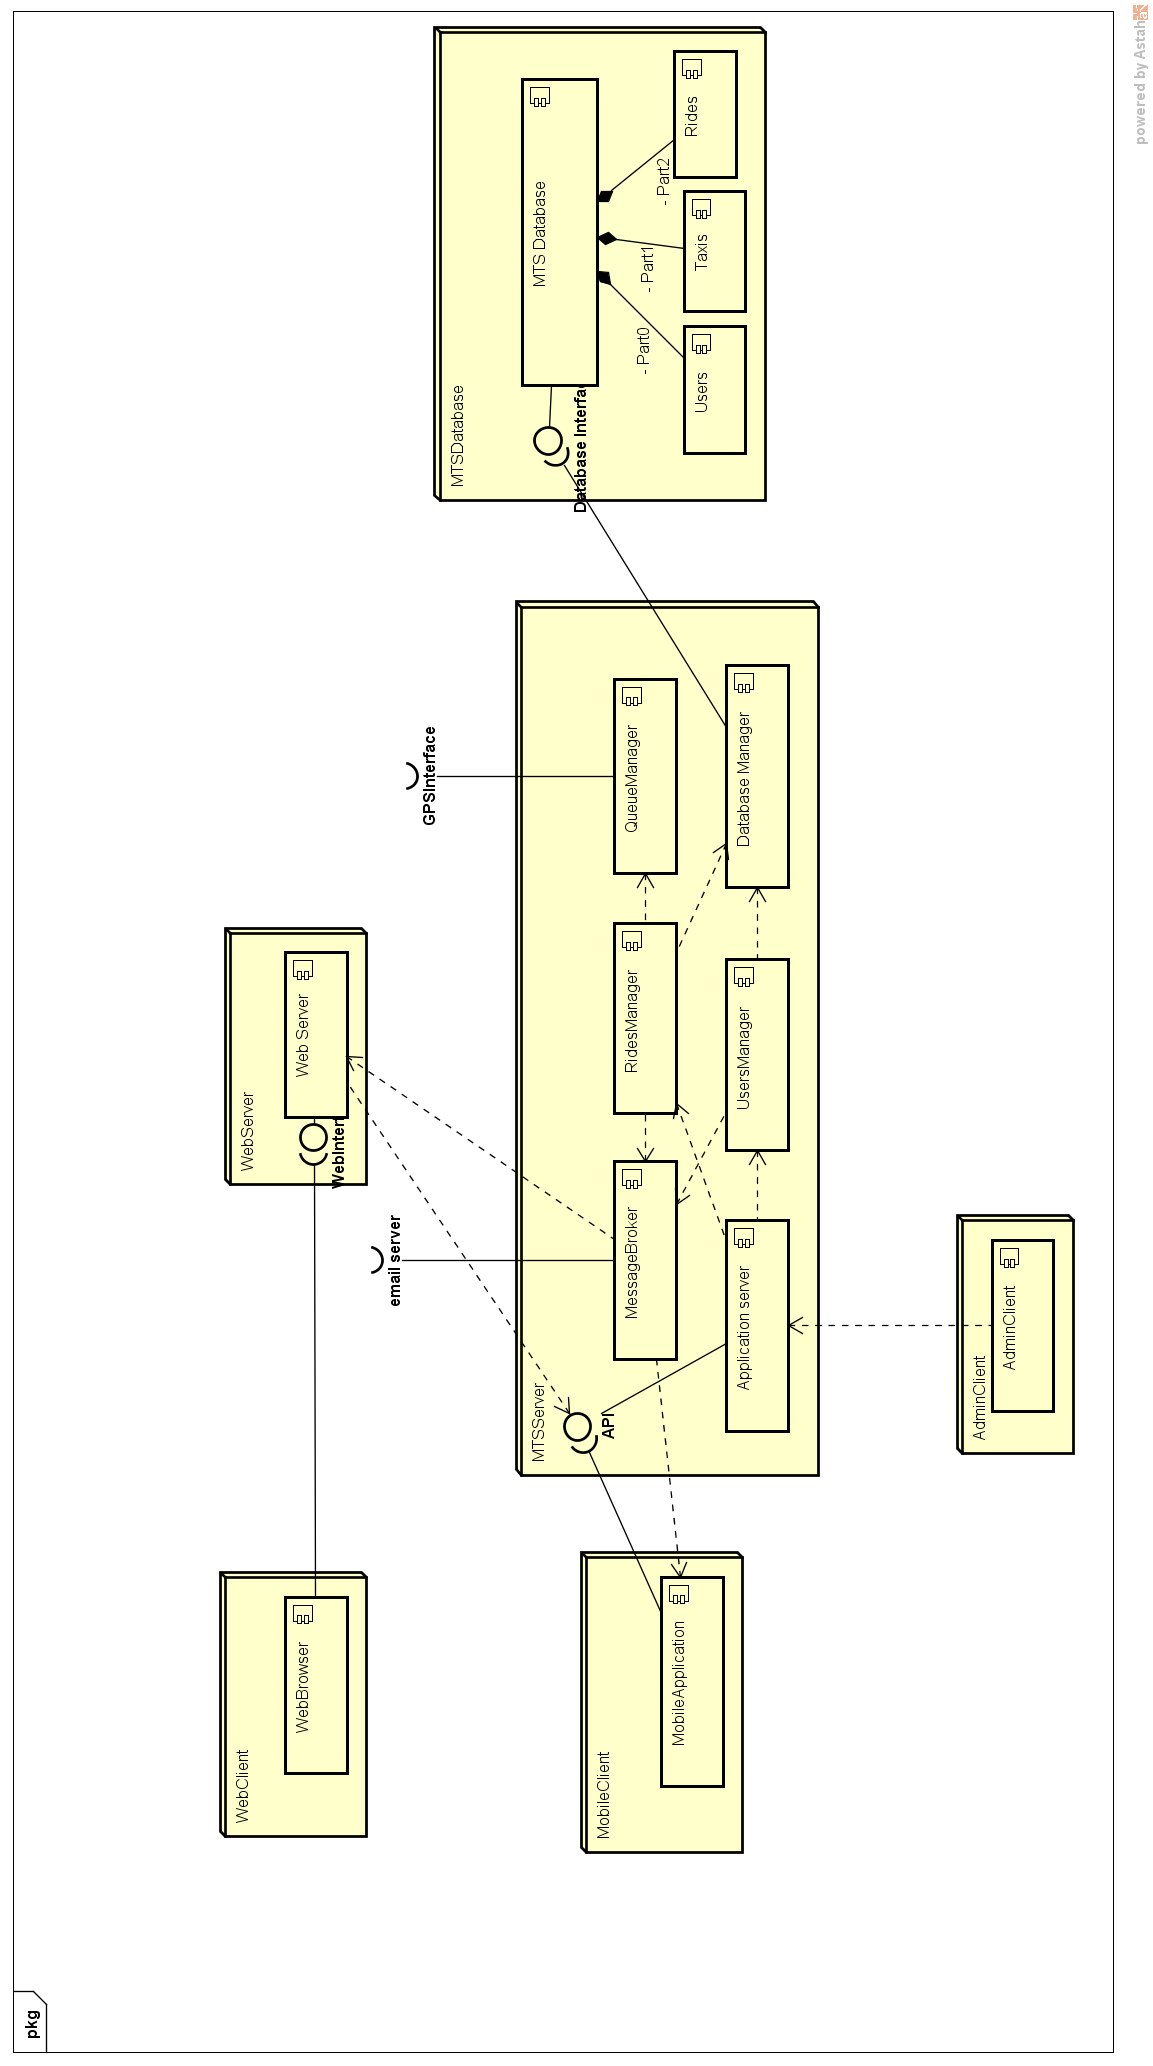 pkg
WebClient
WebBrowser
WebServer
Web Server
WebInter
email server
GPSInterface
MTSDatabase
MTS Database
Database Interfac
- Part0
- Part1
- Part2
Users
Taxis
Rides
MTSServer
API
MessageBroker
RidesManager
QueueManager
Application server
UsersManager
Database Manager
MobileClient
MobileApplication
AdminClient
AdminClient
powered by Astah